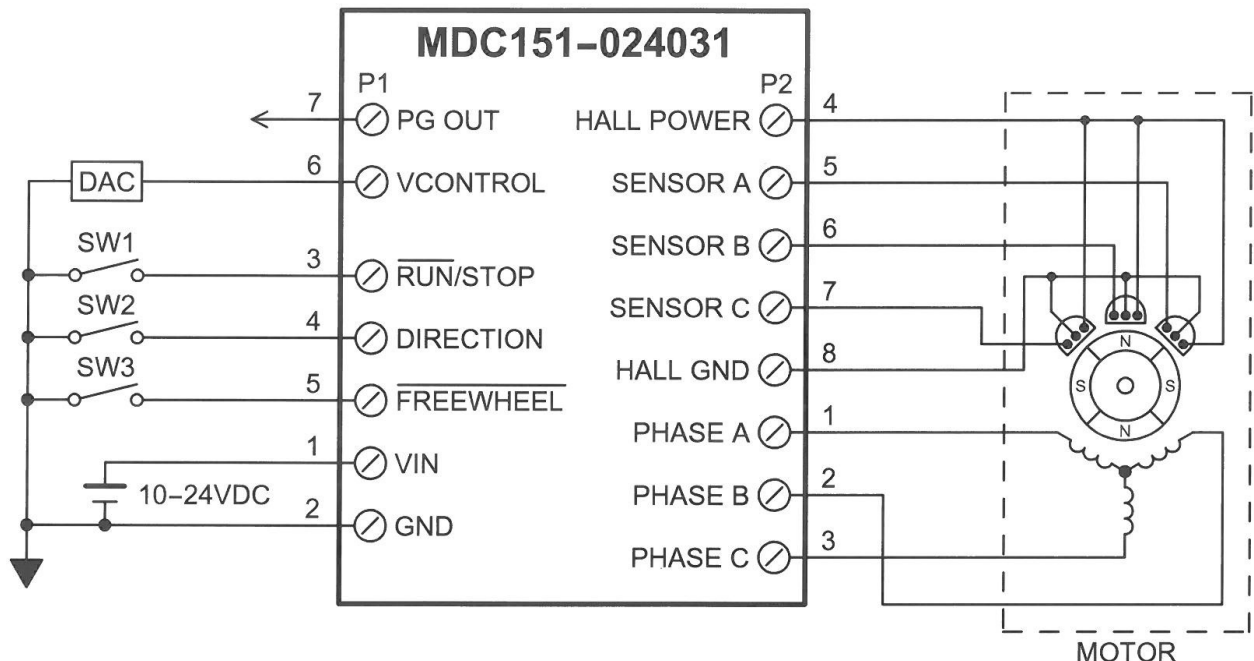 MDC151-024031
P1
P2
7
PG OUT
HALL POWER
4
DAC
6
VCONTROL
SENSOR A
5
SW1
3
RUN/STOP
SENSOR B
6
SW2
4
DIRECTION
SENSOR C
7
SW3
5
FREEWHEEL
HALL GND
8
1
VIN
PHASE A
1
10-24VDC
2
GND
PHASE B
2
PHASE C
3
N
S
S
N
MOTOR